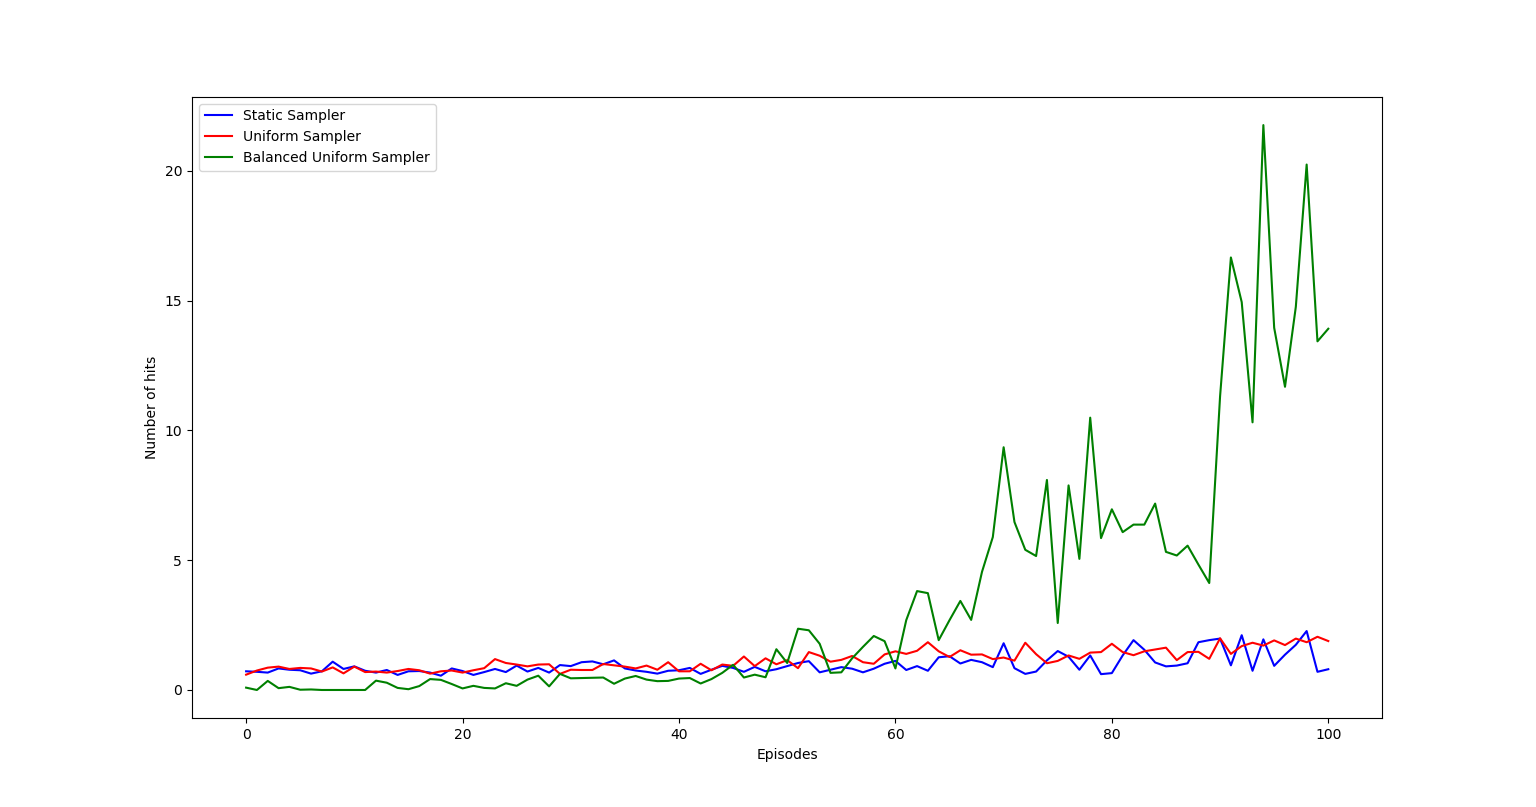 Static Sampler
Uniform Sampler
Balanced Uniform Sampler
20
15
10
5
0
Number of hits
0 20 40 60 80 100
Episodes